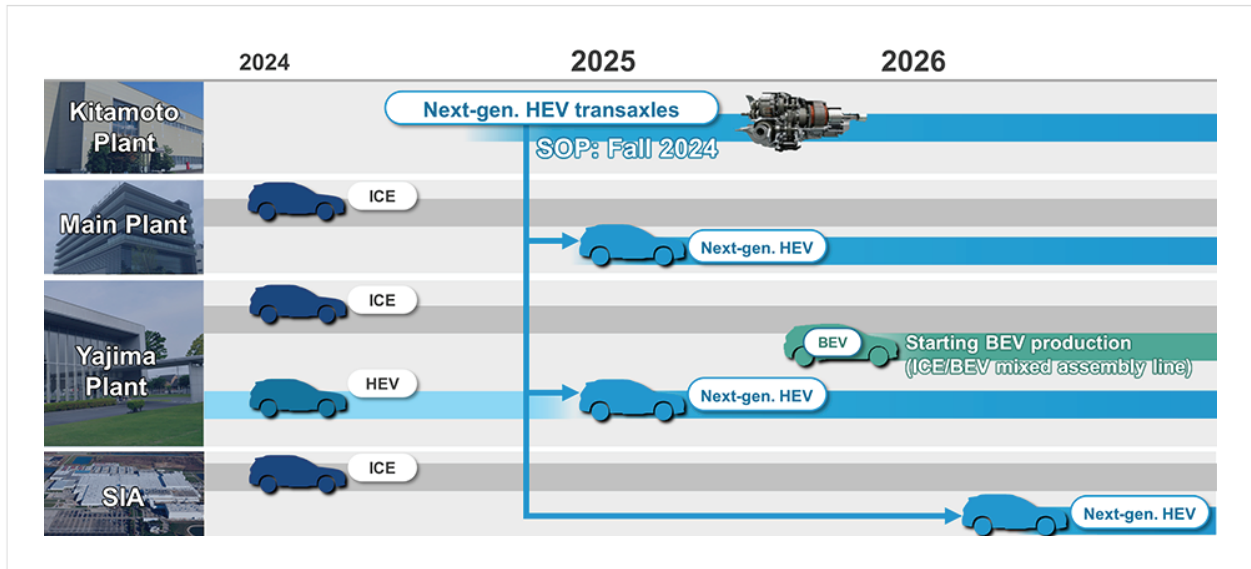 2024 2025 2026
Kitamoto
Plant
Next-gen. HEV transaxles
SOP: Fall 2024
Main Plant
ICE
Next-gen. HEV
Yajima
Plant
ICE
BEV
Starting BEV production
(ICE/BEV mixed assembly line)
HEV
Next-gen. HEV
SIA
ICE
Next-gen. HEV